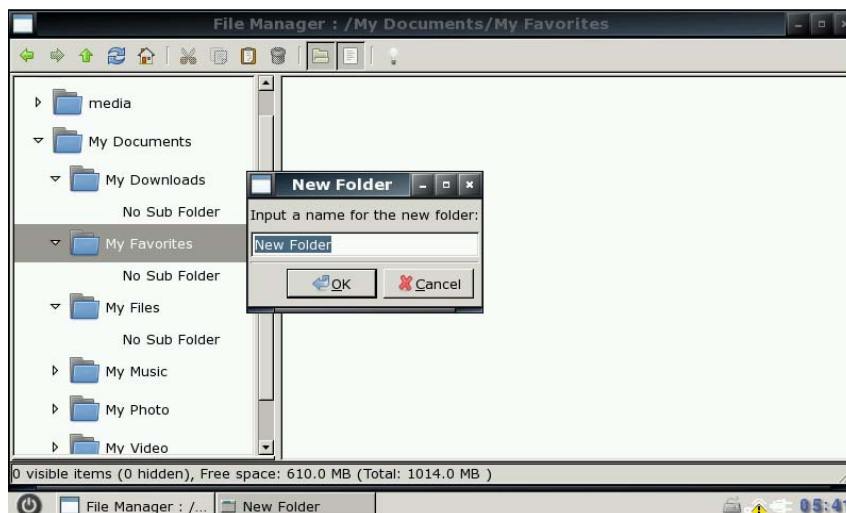 File Manager : /My Documents/My Favorites
media
My Documents
My Downloads
No Sub Folder
My Favorites
No Sub Folder
My Files
No Sub Folder
My Music
My Photo
My Video
New Folder
Input a name for the new folder:
New Folder
OK
Cancel
0 visible items (0 hidden), Free space: 610.0 MB (Total: 1014.0 MB )
File Manager : /...
New Folder
05:41